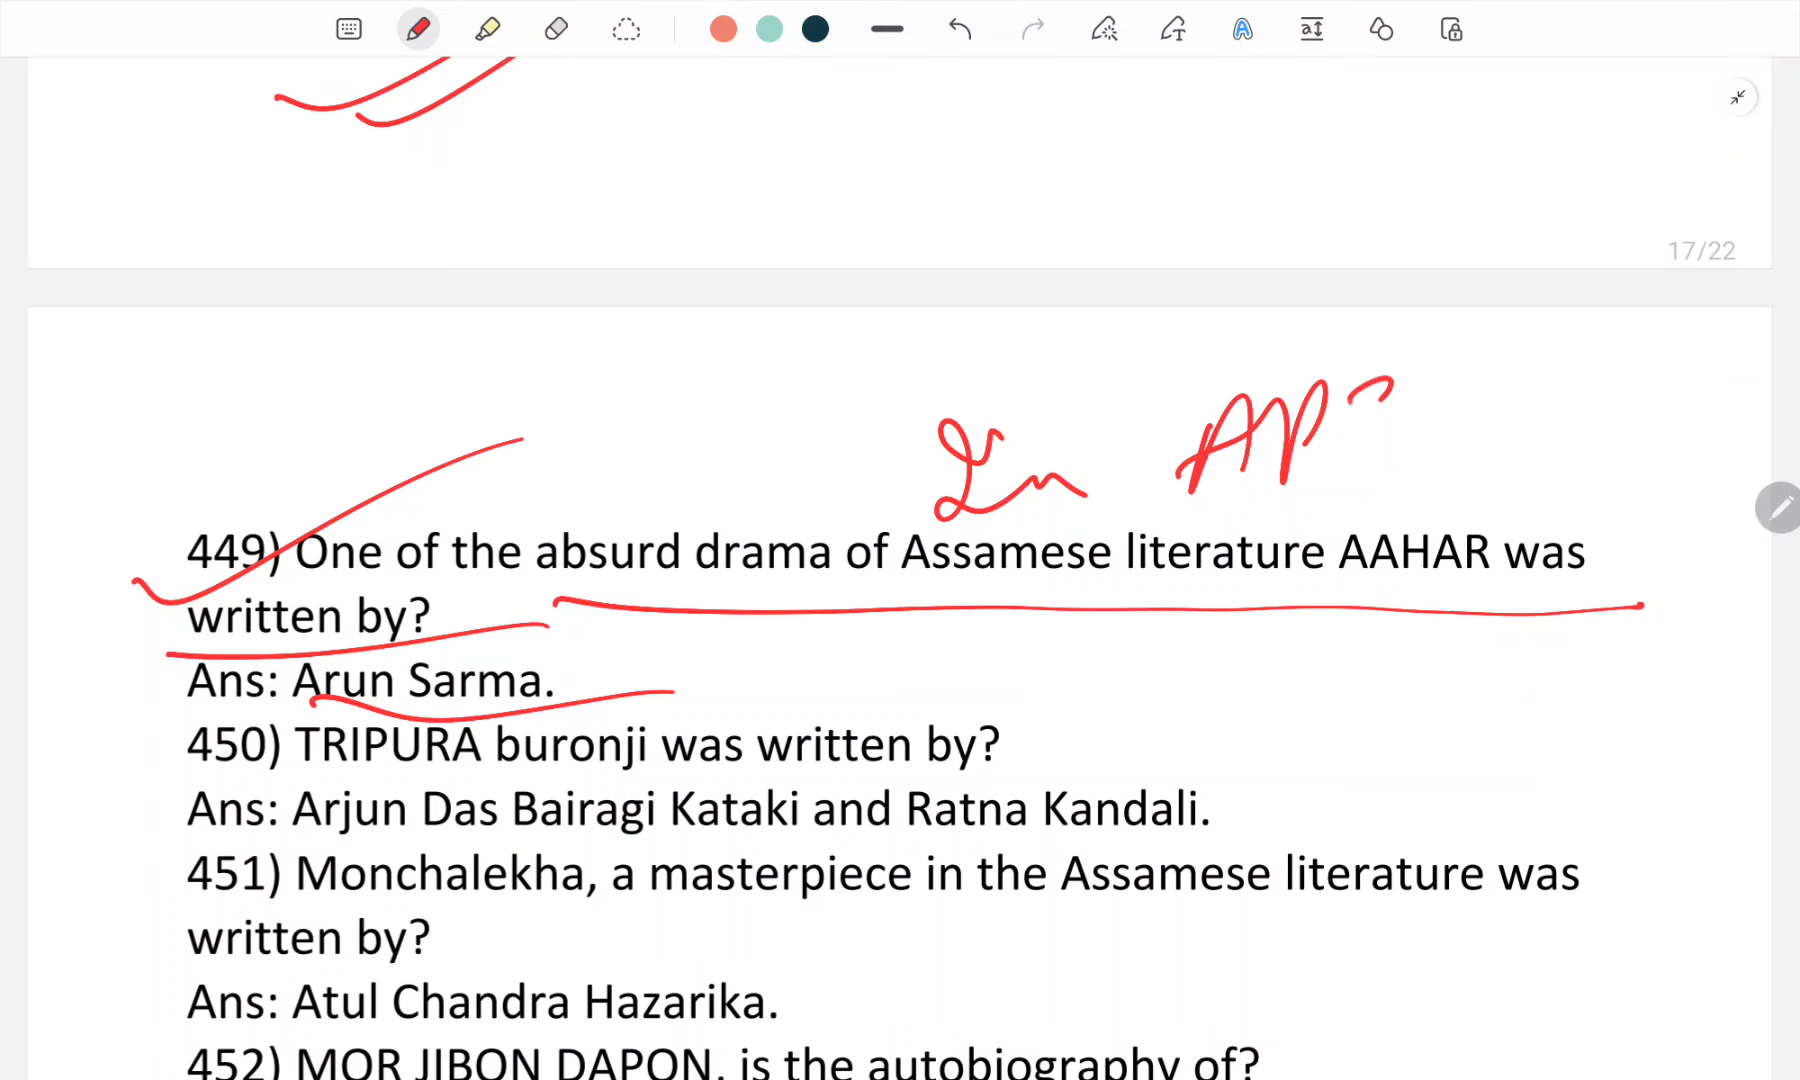 17/22
449) One of the absurd drama of Assamese literature AAHAR was
written by?
Ans: Arun Sarma.
450) TRIPURA buronji was written by?
Ans: Arjun Das Bairagi Kataki and Ratna Kandali.
451) Monchalekha, a masterpiece in the Assamese literature was
written by?
Ans: Atul Chandra Hazarika.
452) MOR JIBON DAPON, is the autobiography of?